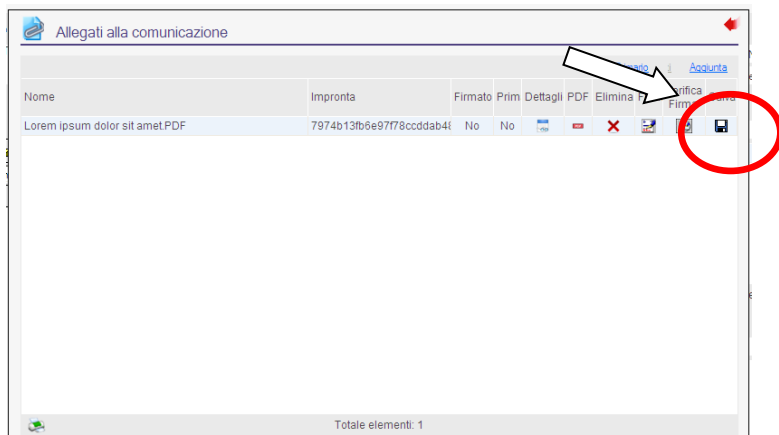 Allegati alla comunicazione
Aggiunta
Nome Impronta Firmato Prim Dettagli PDF Elimina
Lorem ipsum dolor sit amet.PDF 7974b13fb6e97f78ccddab48 No No
Totale elementi: 1